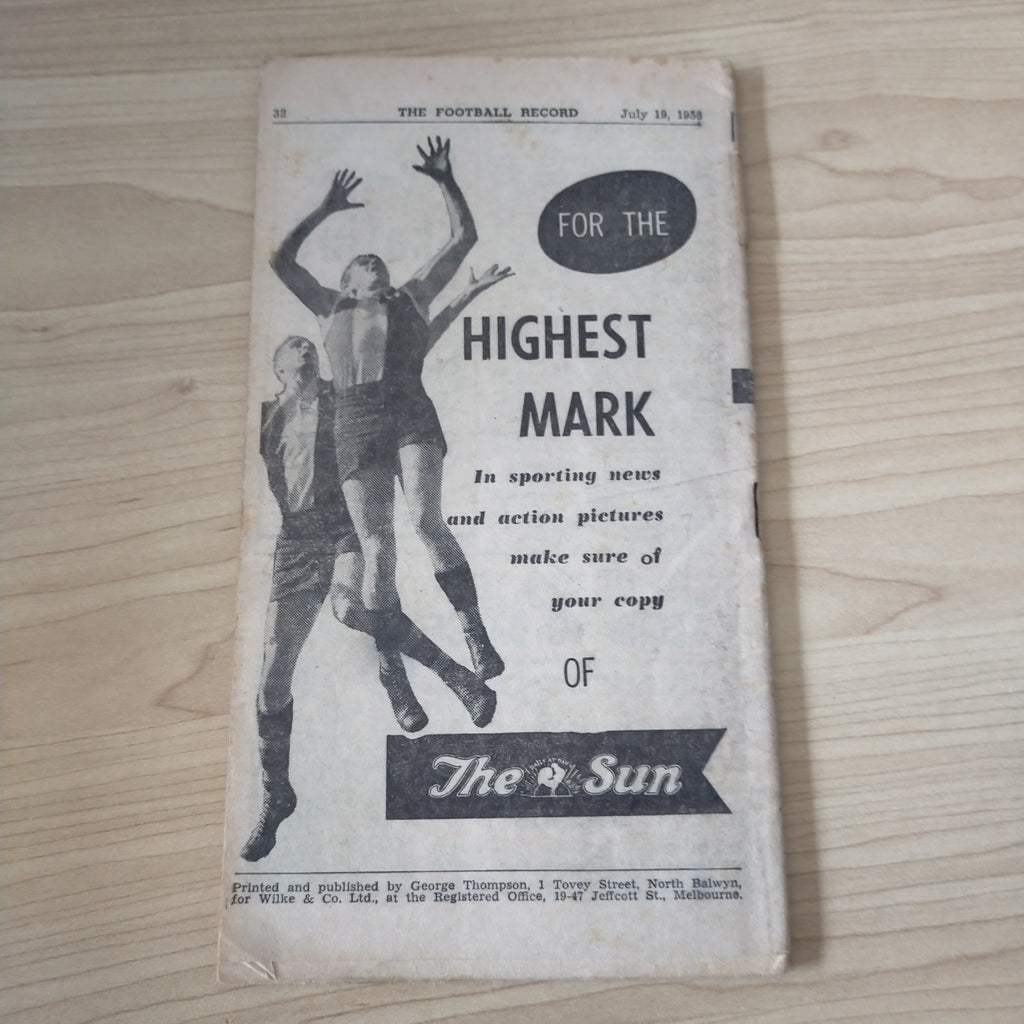 32 THE FOOTBALL RECORD July 19, 1958
FOR THE
HIGHEST
MARK
In sporting news
and action pictures
make sure of
your copy
OF
The Sun
Printed and published by George Thompson, 1 Tovey Street, North Balwyn,
for Wilke & Co. Ltd., at the Registered Office, 19-47 Jeffcott St., Melbourne.